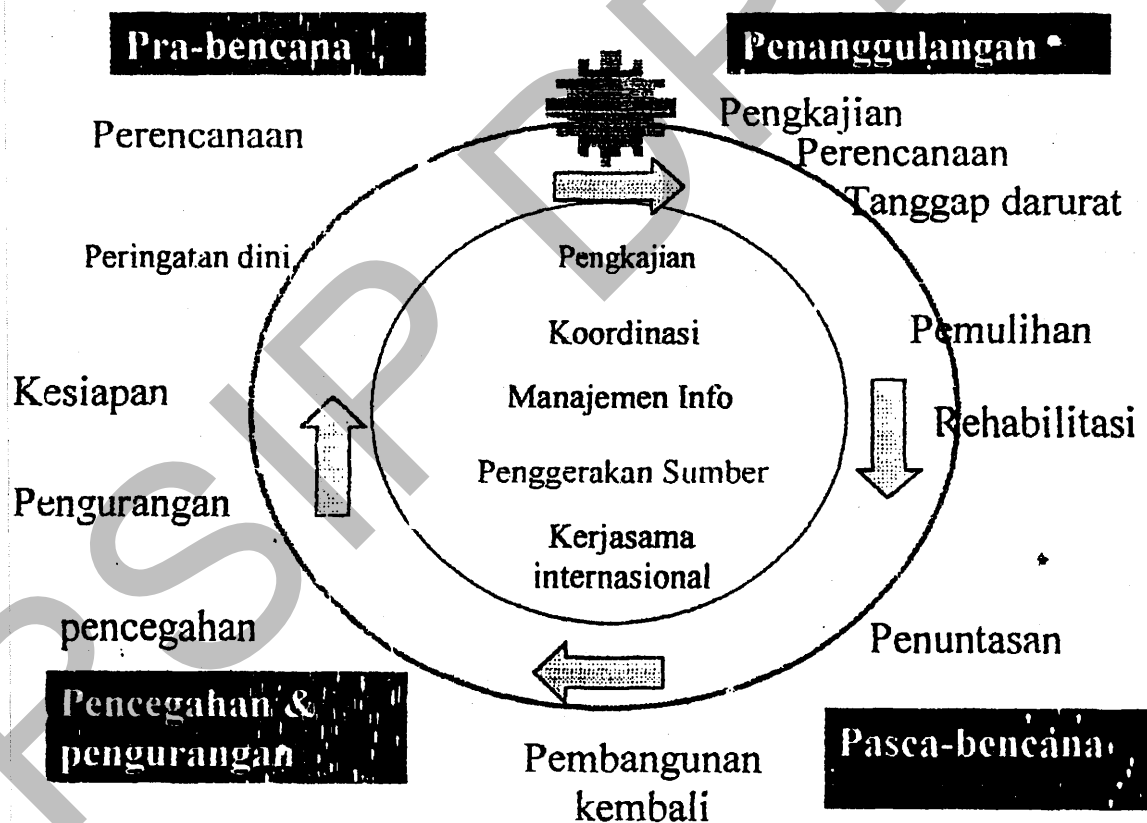 Pra-bencana
Penanggulangan
Perencanaan
Pengkajian
Perencanaan
Tanggap darurat
Peringatan dini
Pengkajian
Koordinasi
Pemulihan
Kesiapan
Manajemen Info
Rehabilitasi
Penggerakan Sumber
Pengurangan
Kerjasama
internasional
pencegahan
Penuntasan
Pencegahan &
pengurangan
Pasca-bencana
Pembangunan
kembali